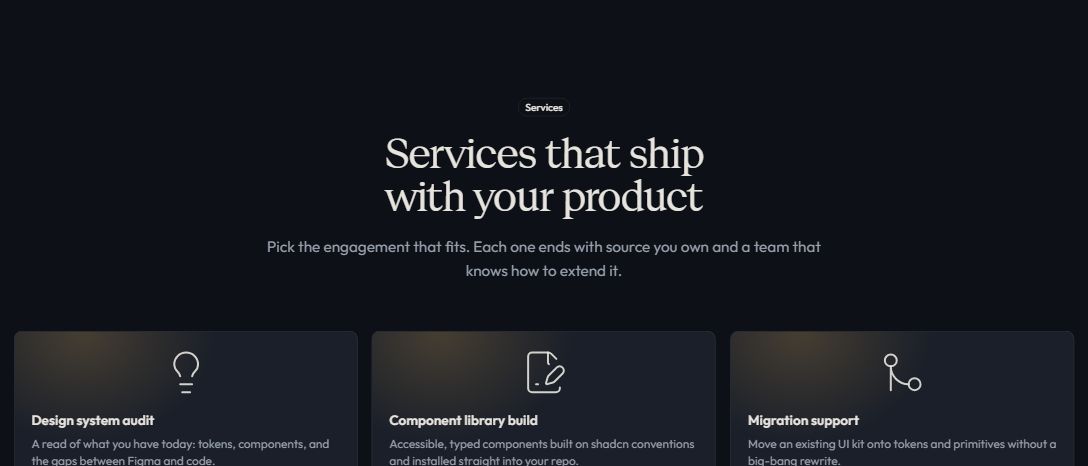 Services
Services that ship
with your product
Pick the engagement that fits. Each one ends with source you own and a team that
knows how to extend it.
Design system audit
A read of what you have today: tokens, components, and
the gaps between Figma and code.
Component library build
Accessible, typed components built on shadcn conventions
and installed straight into your repo.
Migration support
Move an existing UI kit onto tokens and primitives without a
big-bang rewrite.